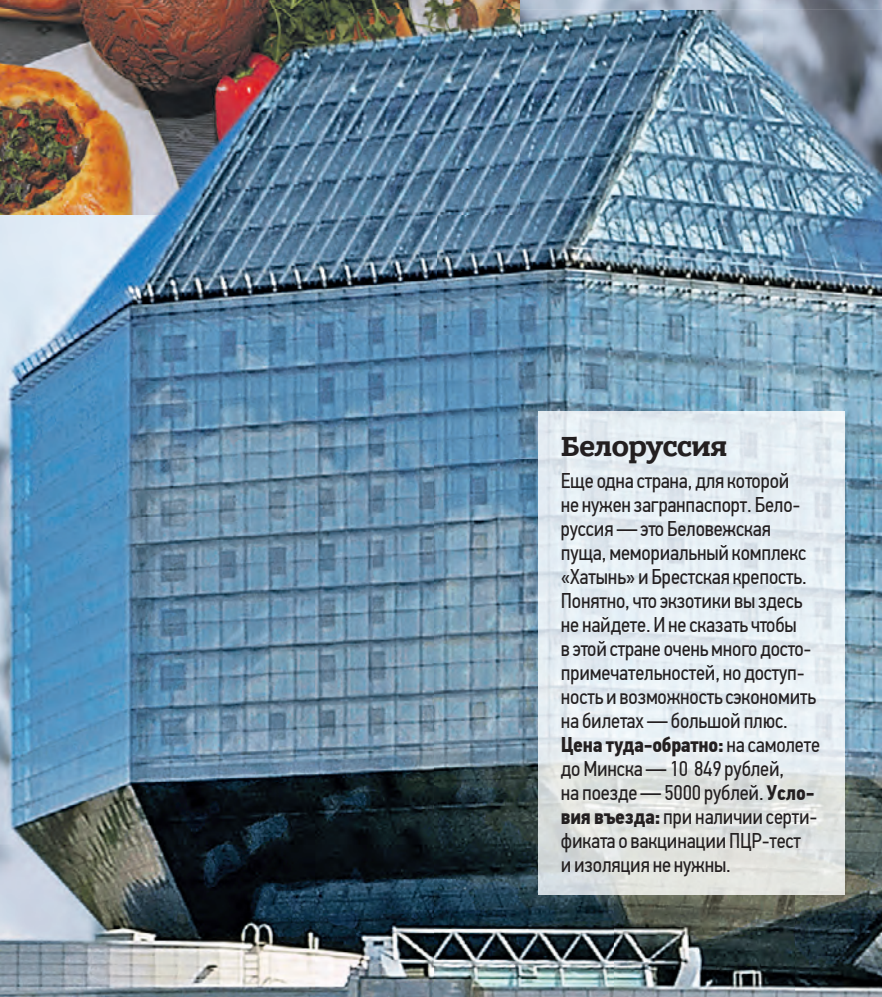 Белоруссия
Еще одна страна, для которой
не нужен загранпаспорт. Бело-
руссия — это Беловежская
пуща, мемориальный комплекс
«Хатынь» и Брестская крепость.
Понятно, что экзотики вы здесь
не найдете. И не сказать чтобы
в этой стране очень много досто-
примечательностей, но доступ-
ность и возможность сэкономить
на билетах — большой плюс.
Цена туда-обратно: на самолете
до Минска — 10 849 рублей,
на поезде — 5000 рублей. Усло-
вия въезда: при наличии серти-
фиката о вакцинации ПЦР-тест
и изоляция не нужны.